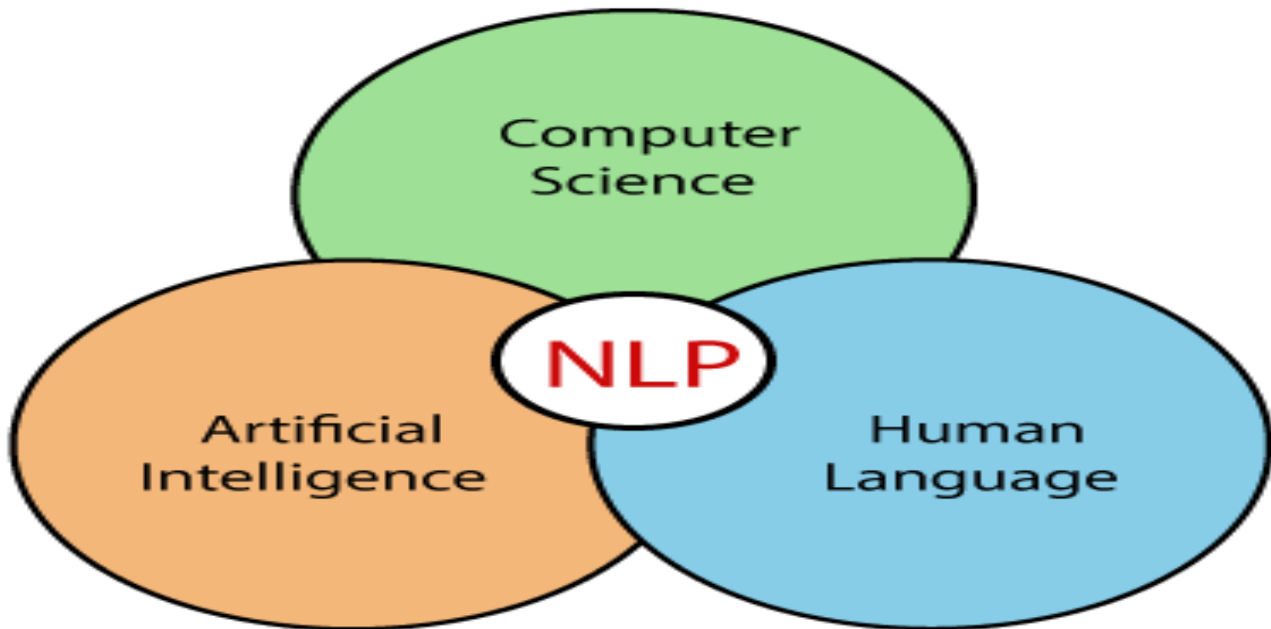 Computer
Science
NLP
Artificial
Intelligence
Human
Language